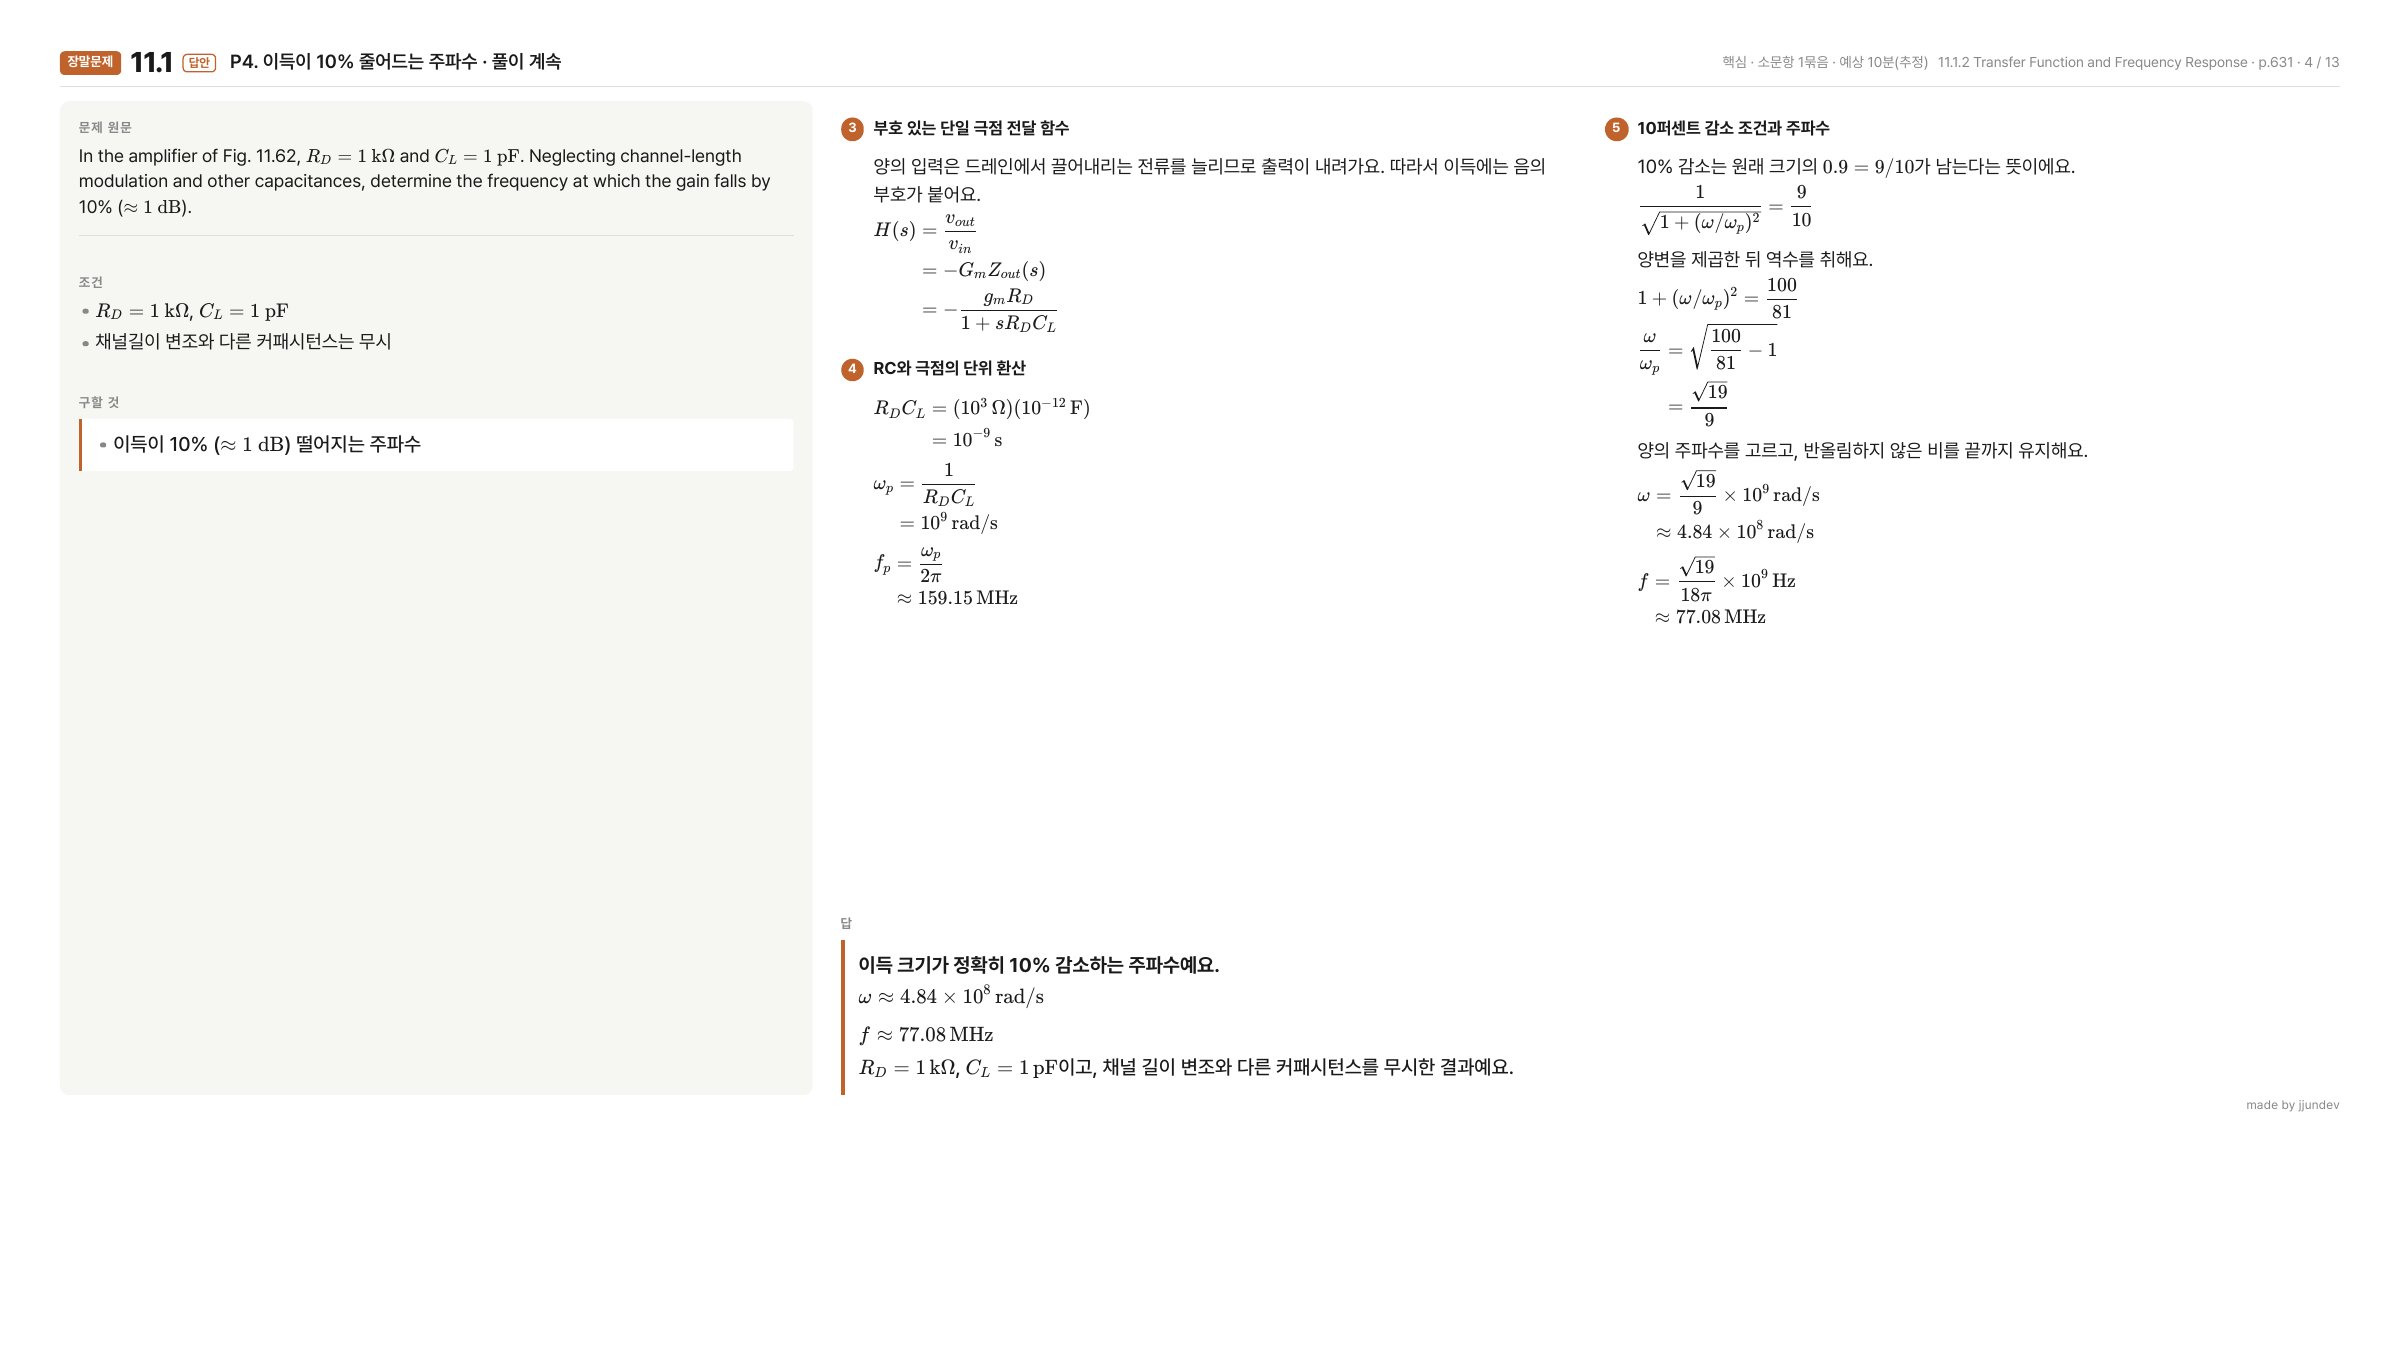 장말문제 11.1 답안 P4. 이득이 10% 줄어드는 주파수 · 풀이 계속
핵심 · 소문항 1묶음 · 예상 10분(추정) 11.1.2 Transfer Function and Frequency Response · p.631 · 4 / 13
문제 원문
In the amplifier of Fig. 11.62, R_D = 1 kΩ and C_L = 1 pF. Neglecting channel-length
modulation and other capacitances, determine the frequency at which the gain falls by
10% (≈ 1 dB).
조건
• R_D = 1 kΩ, C_L = 1 pF
• 채널길이 변조와 다른 커패시턴스는 무시
구할 것
• 이득이 10% (≈ 1 dB) 떨어지는 주파수
3 부호 있는 단일 극점 전달 함수
양의 입력은 드레인에서 끌어내리는 전류를 늘리므로 출력이 내려가요. 따라서 이득에는 음의
부호가 붙어요.
H(s) = v_out / v_in
= −G_m Z_out(s)
= − g_m R_D / (1 + sR_D C_L)
4 RC와 극점의 단위 환산
R_D C_L = (10³ Ω)(10⁻¹² F)
= 10⁻⁹ s
ω_p = 1 / (R_D C_L)
= 10⁹ rad/s
f_p = ω_p / 2π
≈ 159.15 MHz
5 10퍼센트 감소 조건과 주파수
10% 감소는 원래 크기의 0.9 = 9/10가 남는다는 뜻이에요.
1 / √(1 + (ω/ω_p)²) = 9 / 10
양변을 제곱한 뒤 역수를 취해요.
1 + (ω/ω_p)² = 100 / 81
ω / ω_p = √(100 / 81 − 1)
= √19 / 9
양의 주파수를 고르고, 반올림하지 않은 비를 끝까지 유지해요.
ω = √19 / 9 × 10⁹ rad/s
≈ 4.84 × 10⁸ rad/s
f = √19 / 18π × 10⁹ Hz
≈ 77.08 MHz
답
이득 크기가 정확히 10% 감소하는 주파수예요.
ω ≈ 4.84 × 10⁸ rad/s
f ≈ 77.08 MHz
R_D = 1 kΩ, C_L = 1 pF이고, 채널 길이 변조와 다른 커패시턴스를 무시한 결과예요.
made by jjundev